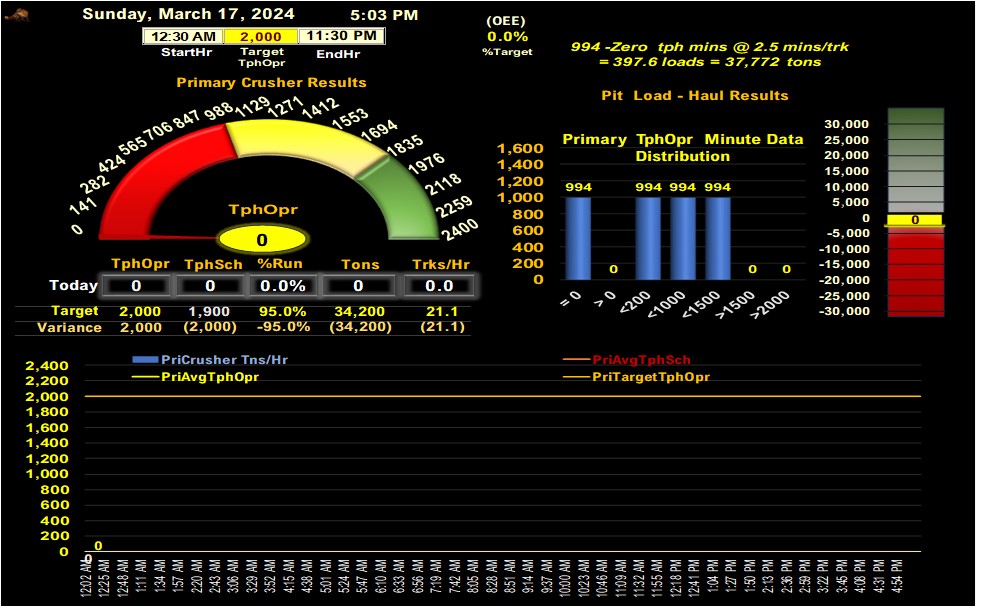 Sunday, March 17, 2024 5:03 PM
12:30 AM 2,000 11:30 PM
StartHr Target TphOpr EndHr
(OEE)
0.0%
%Target
994 -Zero tph mins @ 2.5 mins/trk
= 397.6 loads = 37,772 tons
Primary Crusher Results
0 141 282 424 565 706 847 988 1129 1271 1412 1553 1694 1835 1976 2118 2259 2400
TphOpr
0
TphOpr TphSch %Run Tons Trks/Hr
Today 0 0 0.0% 0 0.0
Target 2,000 1,900 95.0% 34,200 21.1
Variance 2,000 (2,000) -95.0% (34,200) (21.1)
Pit Load - Haul Results
Primary TphOpr Minute Data
Distribution
1,600
1,400
1,200
1,000
800
600
400
200
0
994 0 994 994 994 0 0
= 0 > 0 <200 <1000 <1500 >1500 >2000
30,000
25,000
20,000
15,000
10,000
5,000
0 0
-5,000
-10,000
-15,000
-20,000
-25,000
-30,000
PriCrusher Tns/Hr PriAvgTphSch
PriAvgTphOpr PriTargetTphOpr
2,400
2,200
2,000
1,800
1,600
1,400
1,200
1,000
800
600
400
200
0
0
0
12:02 AM 12:25 AM 12:48 AM 1:11 AM 1:34 AM 1:57 AM 2:20 AM 2:43 AM 3:06 AM 3:29 AM 3:52 AM 4:15 AM 4:38 AM 5:01 AM 5:24 AM 5:47 AM 6:10 AM 6:33 AM 6:56 AM 7:19 AM 7:42 AM 8:05 AM 8:28 AM 8:51 AM 9:14 AM 9:37 AM 10:00 AM 10:23 AM 10:46 AM 11:09 AM 11:32 AM 11:55 AM 12:18 PM 12:41 PM 1:04 PM 1:27 PM 1:50 PM 2:13 PM 2:36 PM 2:59 PM 3:22 PM 3:45 PM 4:08 PM 4:31 PM 4:54 PM